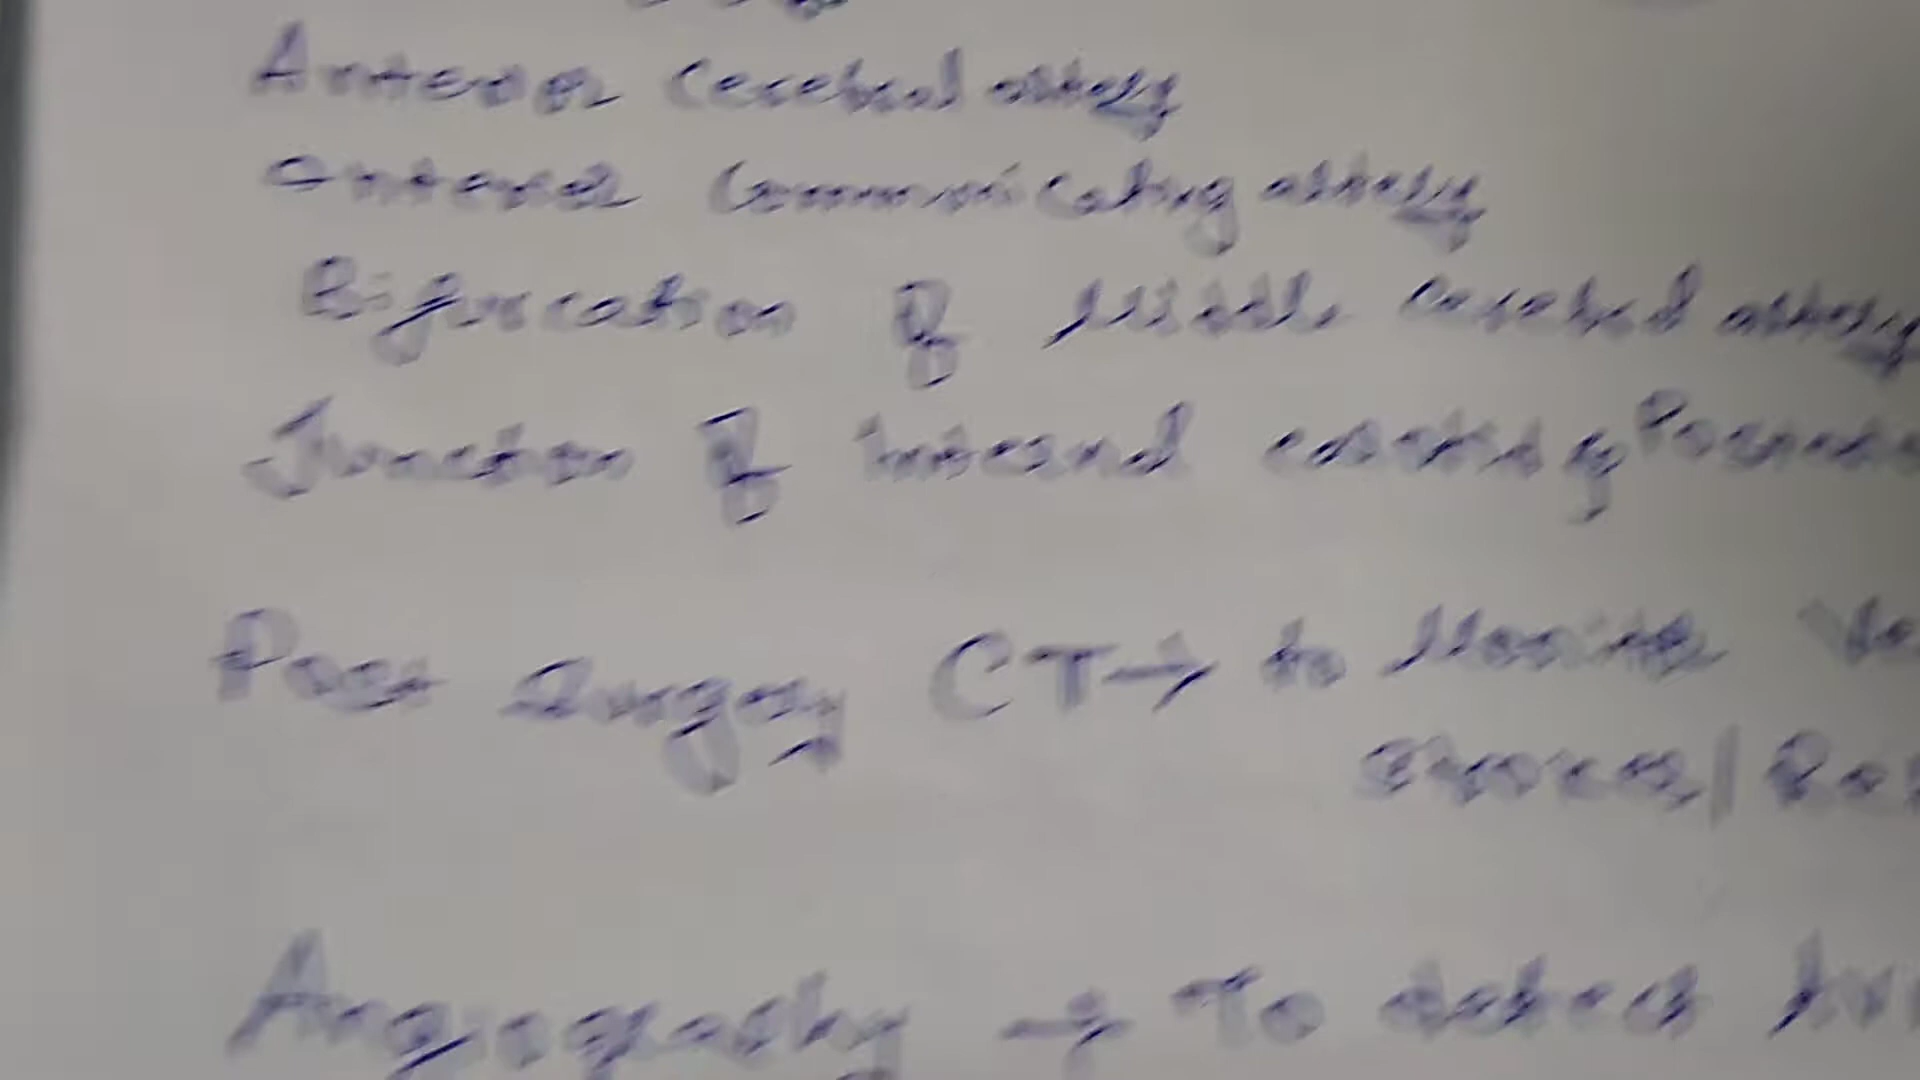 Anterior Cerebral artery
anterior Communicating artery
Bifurcation of Middle cerebral artery
Junction of internal carotid &
Post Surgery CT → to Monitor
Angiography → To detect